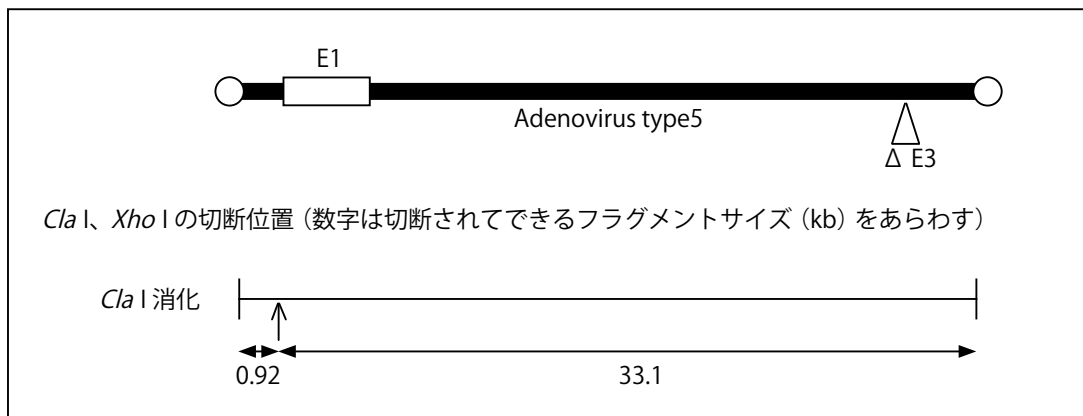 E1
Adenovirus type5
Δ E3
Cla I、Xho I の切断位置（数字は切断されてできるフラグメントサイズ（kb）をあらわす）
Cla I 消化
0.92 33.1